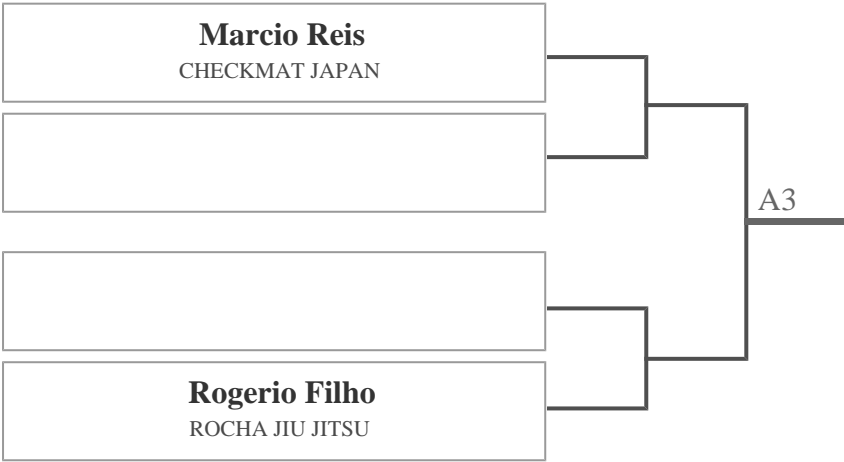 Marcio Reis
CHECKMAT JAPAN
A3
Rogerio Filho
ROCHA JIU JITSU